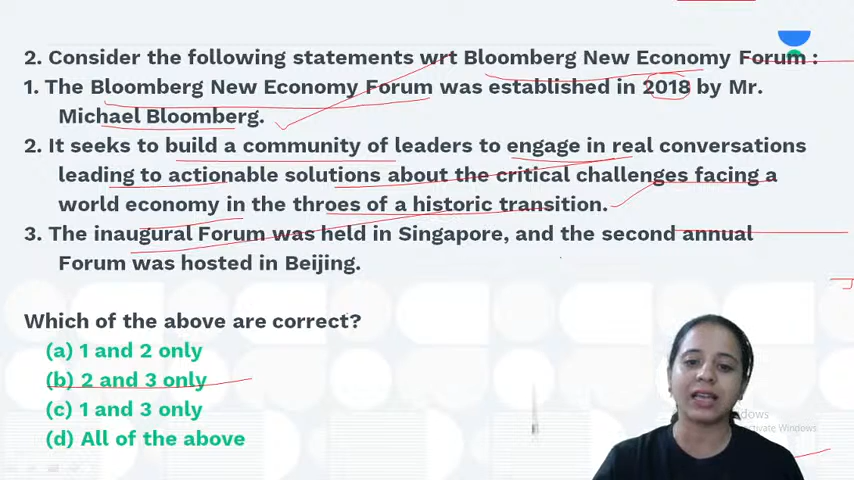 2. Consider the following statements wrt Bloomberg New Economy Forum :
1. The Bloomberg New Economy Forum was established in 2018 by Mr.
Michael Bloomberg.
2. It seeks to build a community of leaders to engage in real conversations
leading to actionable solutions about the critical challenges facing a
world economy in the throes of a historic transition.
3. The inaugural Forum was held in Singapore, and the second annual
Forum was hosted in Beijing.
Which of the above are correct?
(a) 1 and 2 only
(b) 2 and 3 only
(c) 1 and 3 only
(d) All of the above